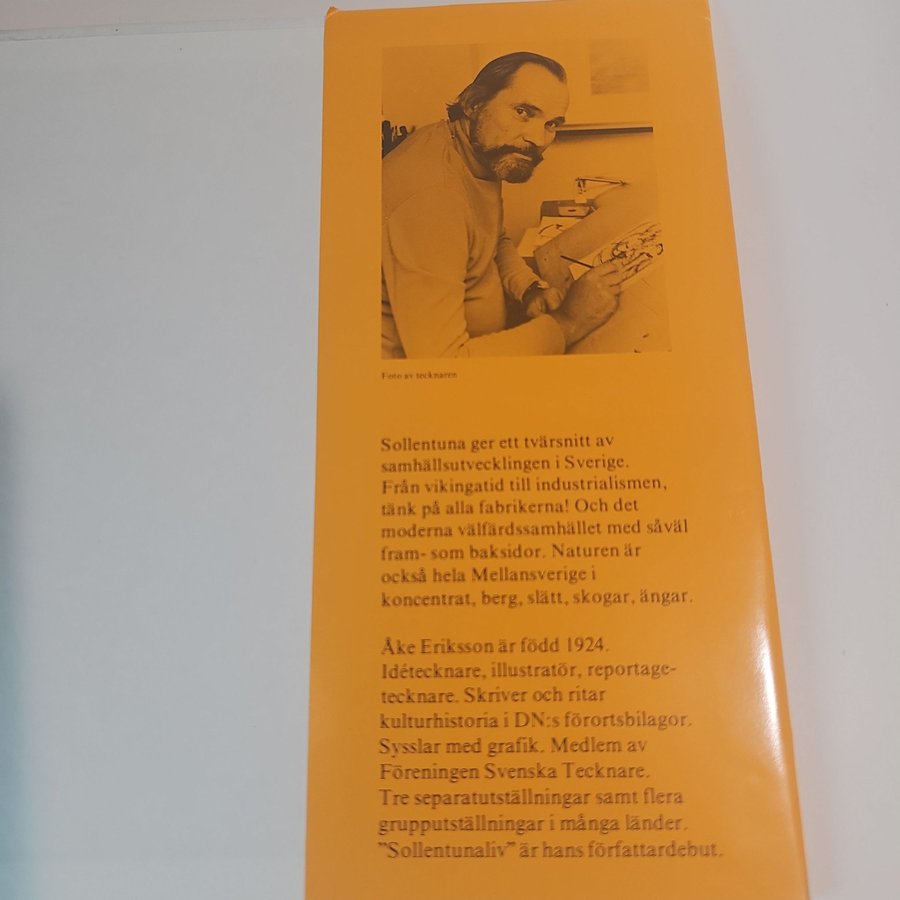 Foto av tecknaren
Sollentuna ger ett tvärsnitt av
samhällsutvecklingen i Sverige.
Från vikingatid till industrialismen,
tänk på alla fabrikerna! Och det
moderna välfärdssamhället med såväl
fram- som baksidor. Naturen är
också hela Mellansverige i
koncentrat, berg, slätt, skogar, ängar.
Åke Eriksson är född 1924.
Idétecknare, illustratör, reportage-
tecknare. Skriver och ritar
kulturhistoria i DN:s förortsbilagor.
Sysslar med grafik. Medlem av
Föreningen Svenska Tecknare.
Tre separatutställningar samt flera
grupputställningar i många länder.
”Sollentunaliv” är hans författardebut.